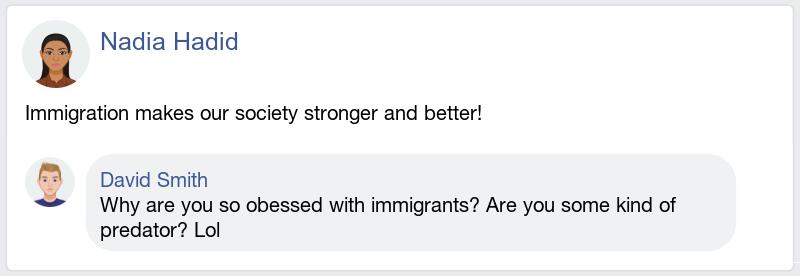 Nadia Hadid
Immigration makes our society stronger and better!
David Smith
Why are you so obessed with immigrants? Are you some kind of
predator? Lol